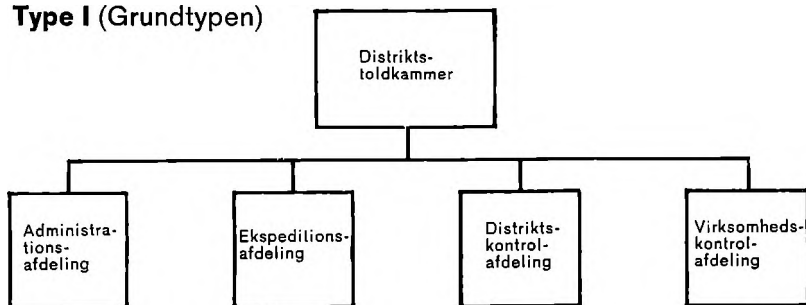 Type I (Grundtypen)
Distrikts-
toldkammer
Administra-
tions-
afdeling
Ekspeditions-
afdeling
Distrikts-
kontrol-
afdeling
Virksomheds-
kontrol-
afdeling